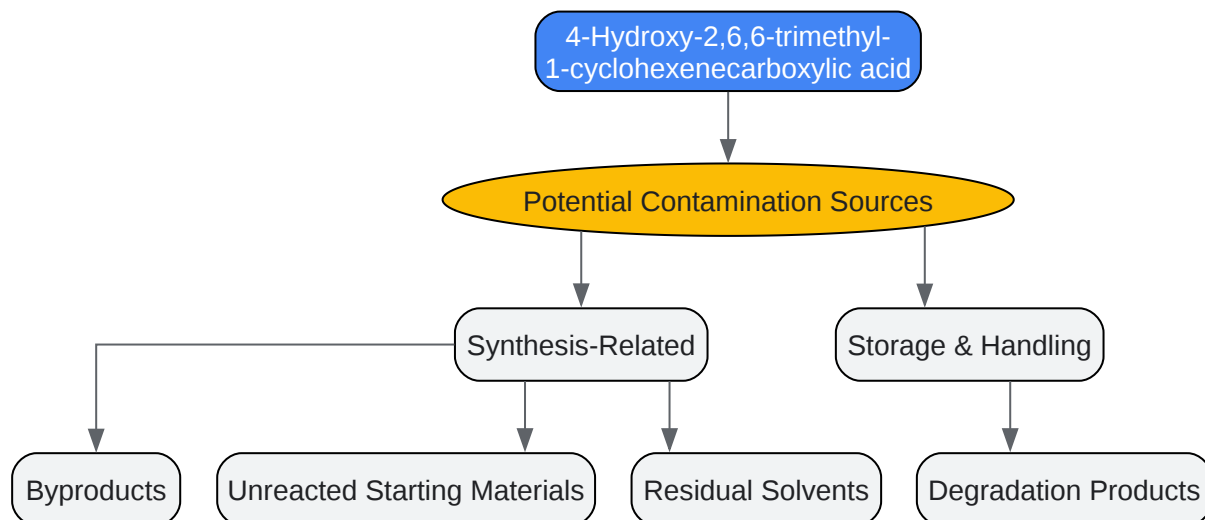 4-Hydroxy-2,6,6-trimethyl-
1-cyclohexenecarboxylic acid
Potential Contamination Sources
Synthesis-Related
Storage & Handling
Byproducts
Unreacted Starting Materials
Residual Solvents
Degradation Products